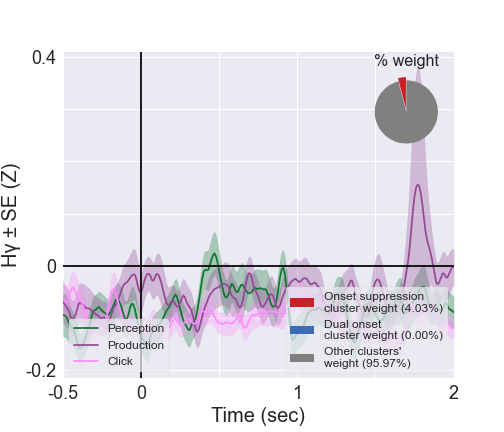 % weight
0.4
0
-0.2
Hγ ± SE (Z)
Perception
Production
Click
Onset suppression
cluster weight (4.03%)
Dual onset
cluster weight (0.00%)
Other clusters'
weight (95.97%)
-0.5 0 1 2
Time (sec)